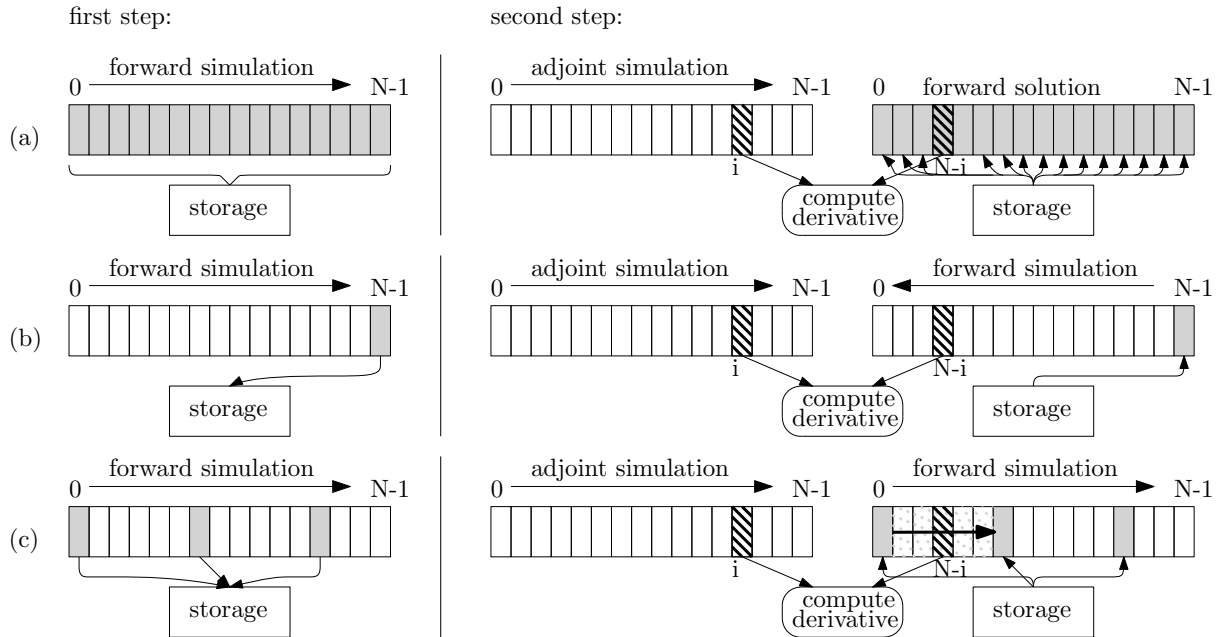 first step:
second step:
(a)
forward simulation
0
N-1
storage
adjoint simulation
0
N-1
i
forward solution
0
N-1
N-i
compute
derivative
storage
(b)
forward simulation
0
N-1
storage
adjoint simulation
0
N-1
i
forward simulation
0
N-1
N-i
compute
derivative
storage
(c)
forward simulation
0
N-1
storage
adjoint simulation
0
N-1
i
forward simulation
0
N-1
N-i
compute
derivative
storage